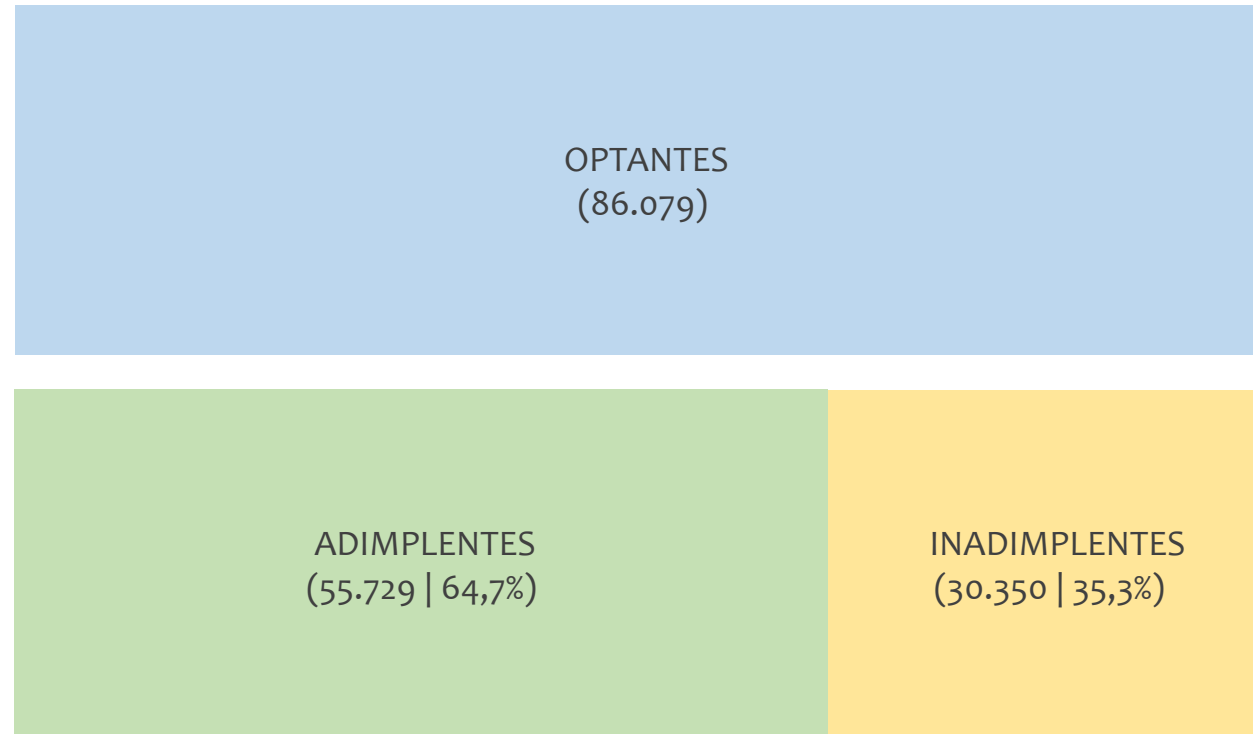 OPTANTES
(86.079)
ADIMPLENTES
(55.729 | 64,7%)
INADIMPLENTES
(30.350 | 35,3%)